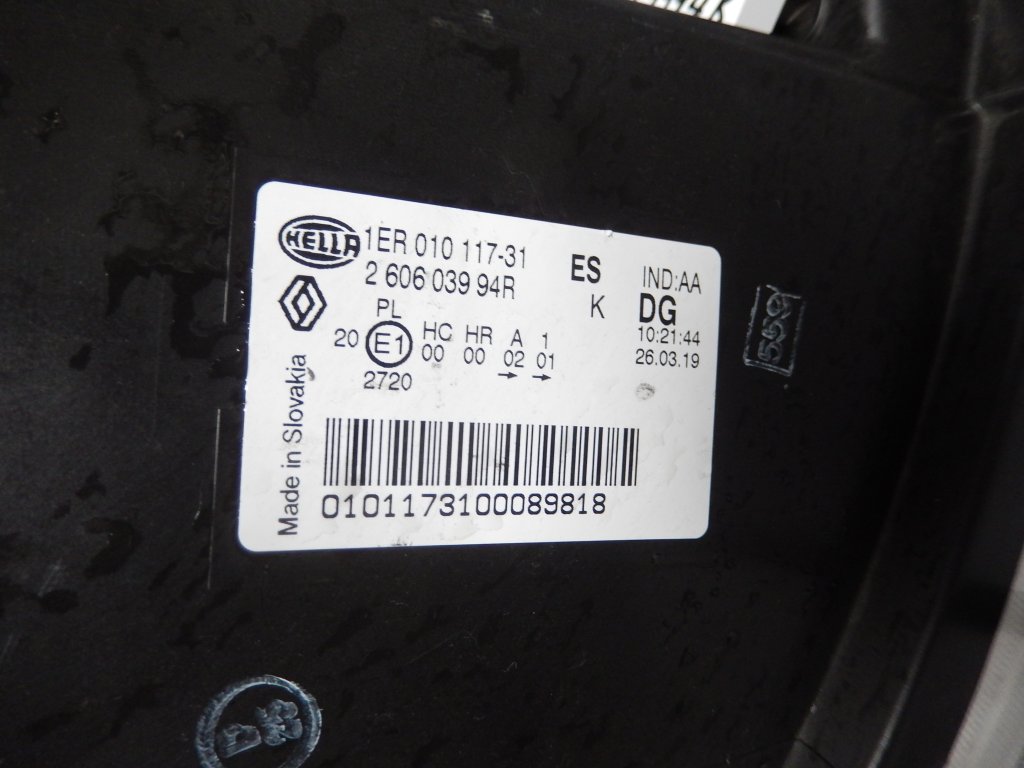 HELLA
1ER 010 117-31
2 606 039 94R
ES
K
IND:AA
DG
10:21:44
26.03.19
PL
20 E1 HC HR A 1
00 00 02 01
→ →
2720
Made in Slovakia
0101173100089818